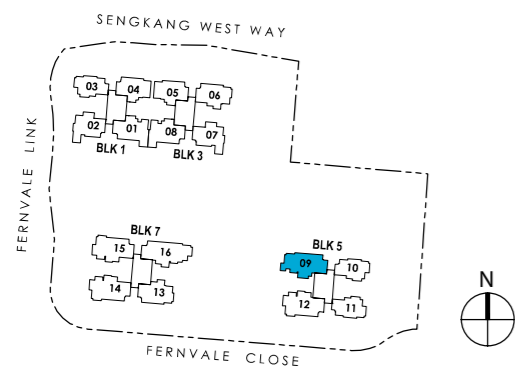 SENGKANG WEST WAY
03 04 05 06
02 01 08 07
BLK 1 BLK 3
FERNVALE LINK
BLK 7
15 16
14 13
BLK 5
09 10
12 11
N
FERNVALE CLOSE